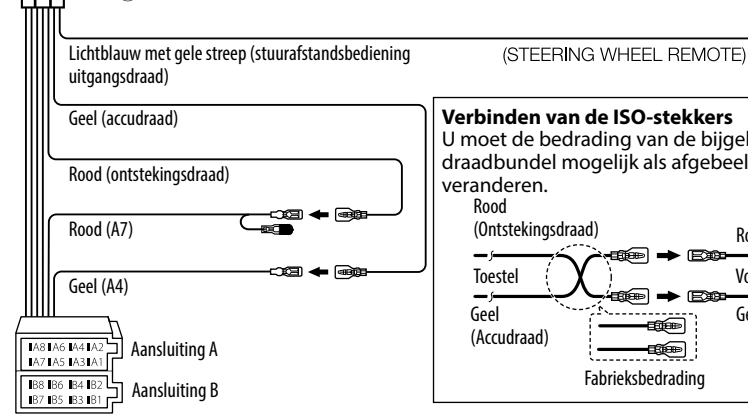 Lichtblauw met gele streep (stuurafstandsbediening
uitgangsdraad)
(STEERING WHEEL REMOTE)
Geel (accudraad)
Rood (ontstekingsdraad)
Rood (A7)
Geel (A4)
A8 A6 A4 A2
A7 A5 A3 A1
Aansluiting A
B8 B6 B4 B2
B7 B5 B3 B1
Aansluiting B
Verbinden van de ISO-stekkers
U moet de bedrading van de bijgel
draadbundel mogelijk als afgebeel
veranderen.
Rood
(Ontstekingsdraad)
Toestel
Geel
(Accudraad)
Fabrieksbedrading